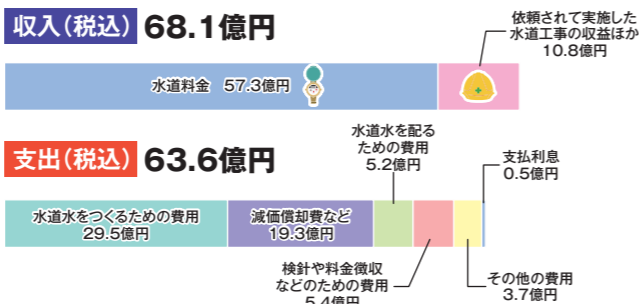 収入(税込) 68.1億円
依頼されて実施した
水道工事の収益ほか
10.8億円
水道料金 57.3億円
支出(税込) 63.6億円
水道水を配る
ための費用
5.2億円
支払利息
0.5億円
水道水をつくるための費用
29.5億円
減価償却費など
19.3億円
検針や料金徴収
などのための費用
5.4億円
その他の費用
3.7億円